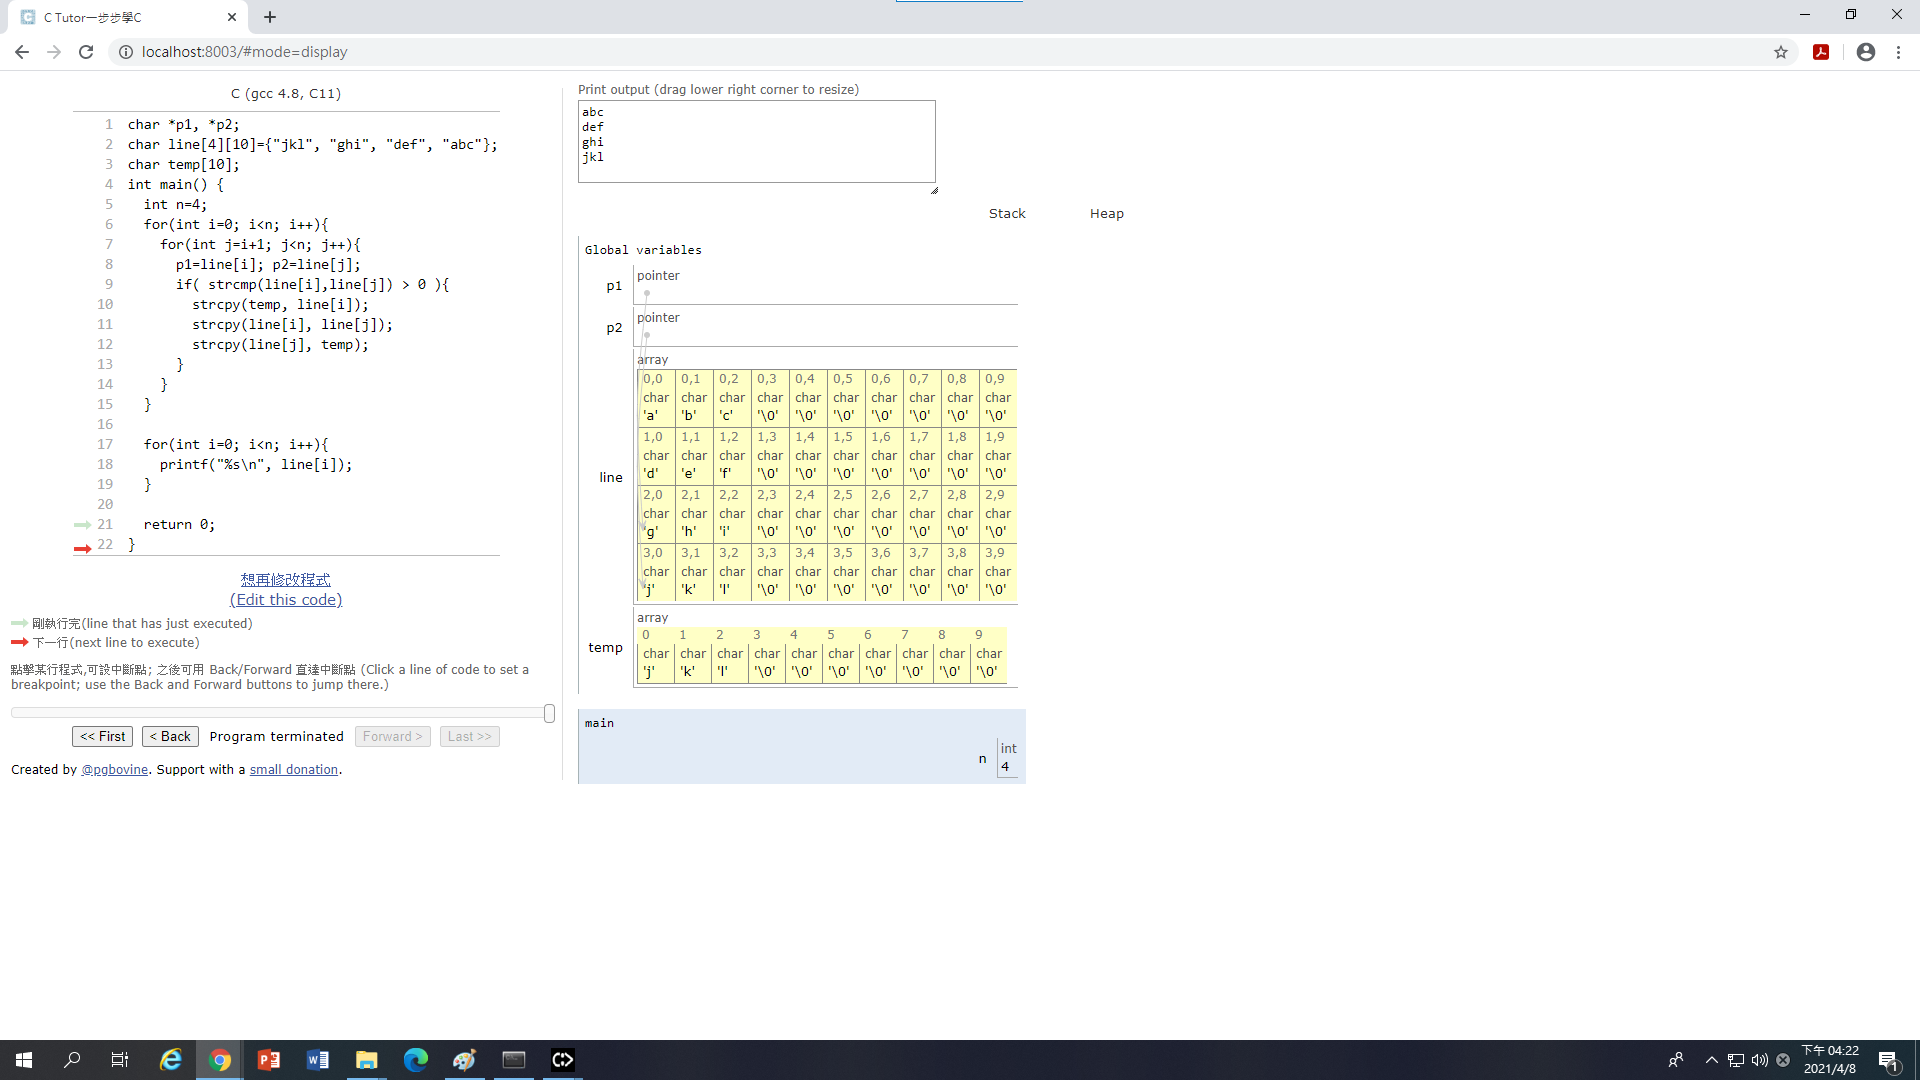 C Tutor一步步學C
localhost:8003/#mode=display
C (gcc 4.8, C11)
1 char *p1, *p2;
2 char line[4][10]={"jkl", "ghi", "def", "abc"};
3 char temp[10];
4 int main() {
5 int n=4;
6 for(int i=0; i<n; i++){
7 for(int j=i+1; j<n; j++){
8 p1=line[i]; p2=line[j];
9 if( strcmp(line[i],line[j]) > 0 ){
10 strcpy(temp, line[i]);
11 strcpy(line[i], line[j]);
12 strcpy(line[j], temp);
13 }
14 }
15 }
16
17 for(int i=0; i<n; i++){
18 printf("%s\n", line[i]);
19 }
20
21 return 0;
22 }
想再修改程式
(Edit this code)
剛執行完(line that has just executed)
下一行(next line to execute)
點擊某行程式,可設中斷點; 之後可用 Back/Forward 直達中斷點 (Click a line of code to set a
breakpoint; use the Back and Forward buttons to jump there.)
<< First < Back Program terminated Forward > Last >>
Created by @pgbovine. Support with a small donation.
Print output (drag lower right corner to resize)
abc
def
ghi
jkl
Stack Heap
Global variables
p1 pointer
p2 pointer
line array
0,0 0,1 0,2 0,3 0,4 0,5 0,6 0,7 0,8 0,9
char char char char char char char char char char
'a' 'b' 'c' '\0' '\0' '\0' '\0' '\0' '\0' '\0'
1,0 1,1 1,2 1,3 1,4 1,5 1,6 1,7 1,8 1,9
char char char char char char char char char char
'd' 'e' 'f' '\0' '\0' '\0' '\0' '\0' '\0' '\0'
2,0 2,1 2,2 2,3 2,4 2,5 2,6 2,7 2,8 2,9
char char char char char char char char char char
'g' 'h' 'i' '\0' '\0' '\0' '\0' '\0' '\0' '\0'
3,0 3,1 3,2 3,3 3,4 3,5 3,6 3,7 3,8 3,9
char char char char char char char char char char
'j' 'k' 'l' '\0' '\0' '\0' '\0' '\0' '\0' '\0'
temp array
0 1 2 3 4 5 6 7 8 9
char char char char char char char char char char
'j' 'k' 'l' '\0' '\0' '\0' '\0' '\0' '\0' '\0'
main
n int
4
下午 04:22
2021/4/8
1